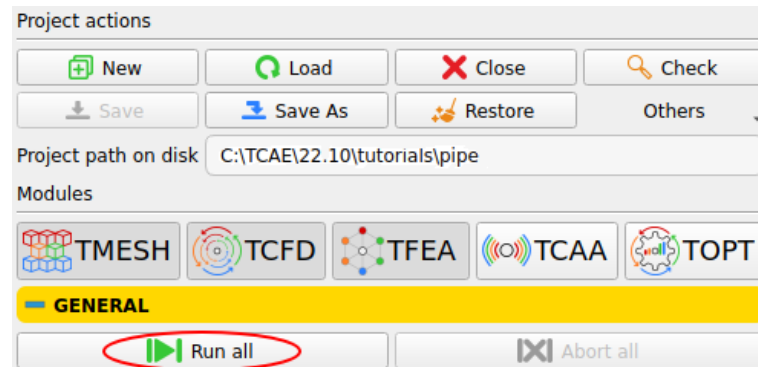 Project actions
New Load Close Check
Save Save As Restore Others
Project path on disk C:\TCAE\22.10\tutorials\pipe
Modules
TMESH TCFD TFEA TCAA TOPT
GENERAL
Run all Abort all